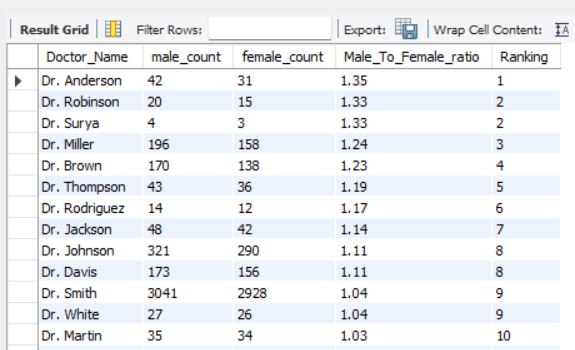 Result Grid Filter Rows: Export: Wrap Cell Content: IA
Doctor_Name male_count female_count Male_To_Female_ratio Ranking
Dr. Anderson 42 31 1.35 1
Dr. Robinson 20 15 1.33 2
Dr. Surya 4 3 1.33 2
Dr. Miller 196 158 1.24 3
Dr. Brown 170 138 1.23 4
Dr. Thompson 43 36 1.19 5
Dr. Rodriguez 14 12 1.17 6
Dr. Jackson 48 42 1.14 7
Dr. Johnson 321 290 1.11 8
Dr. Davis 173 156 1.11 8
Dr. Smith 3041 2928 1.04 9
Dr. White 27 26 1.04 9
Dr. Martin 35 34 1.03 10